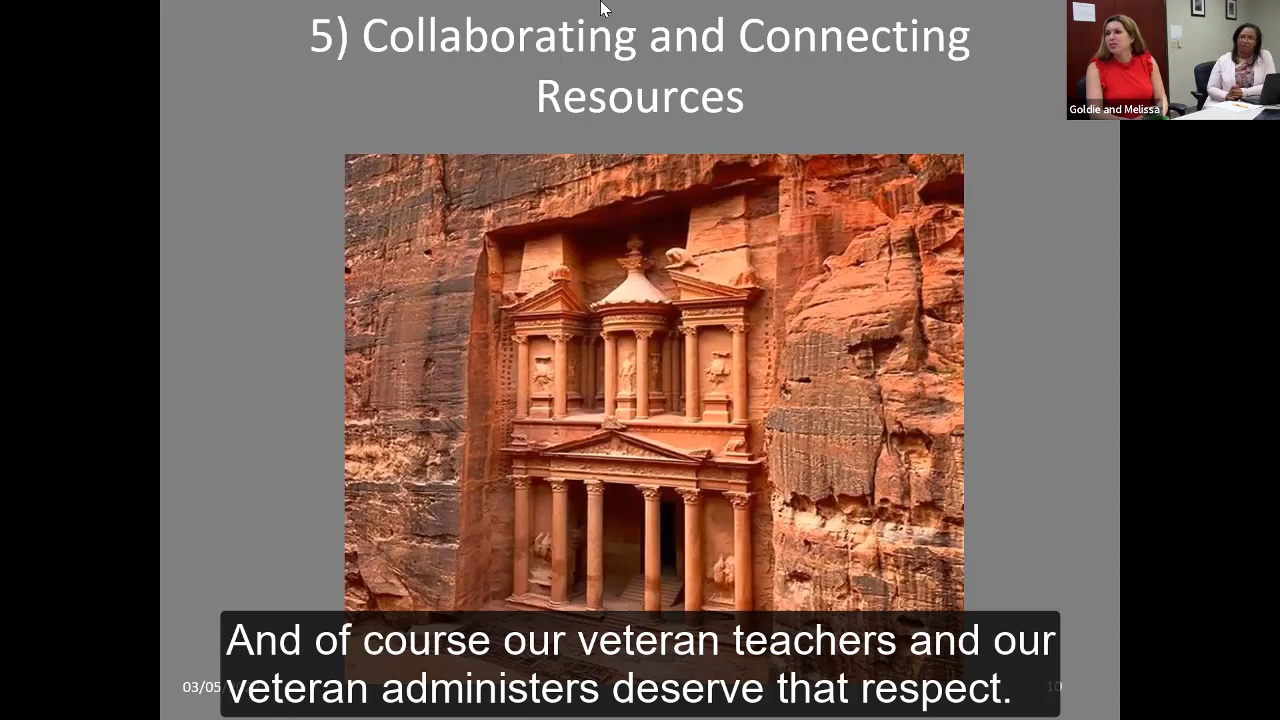 5) Collaborating and Connecting
Resources
Goldie and Melissa
And of course our veteran teachers and our
veteran administers deserve that respect.
03/05
10